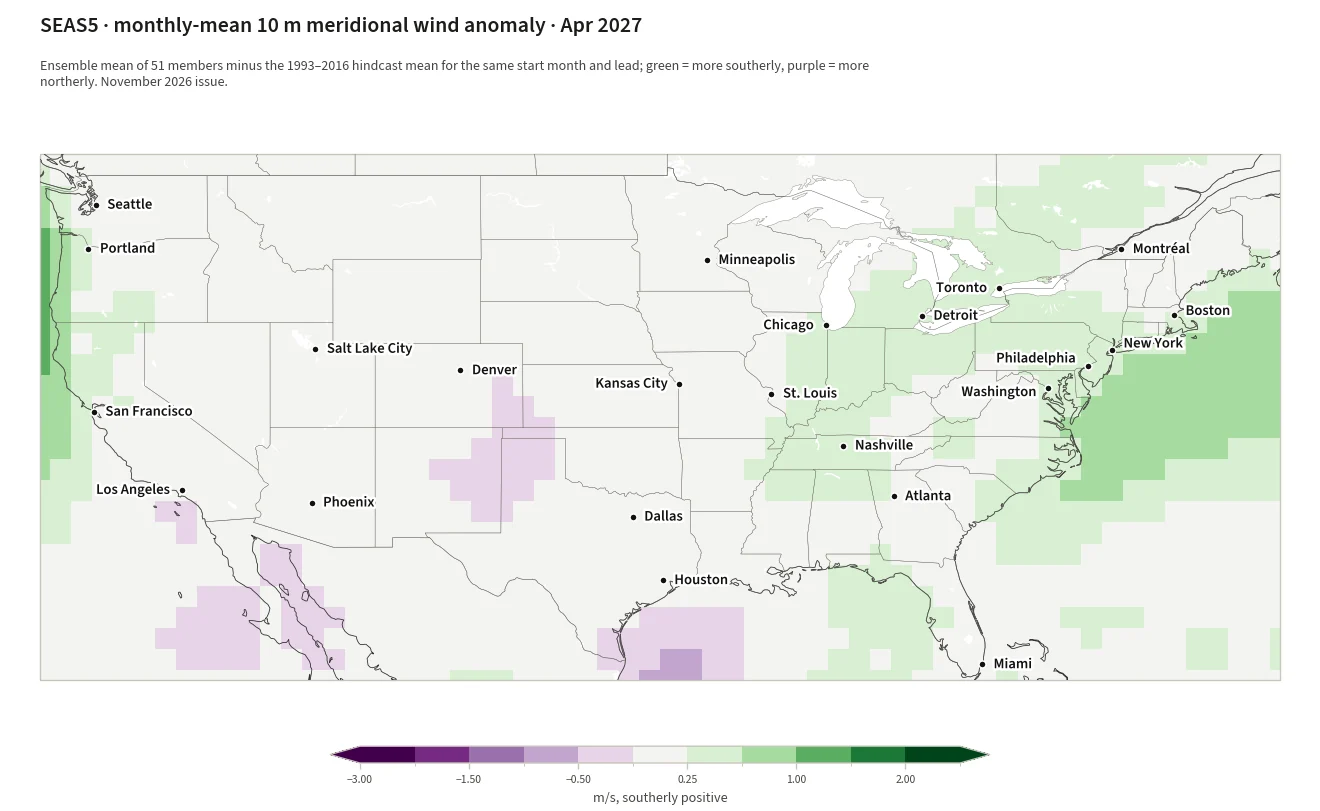 SEAS5 · monthly-mean 10 m meridional wind anomaly · Apr 2027
Ensemble mean of 51 members minus the 1993–2016 hindcast mean for the same start month and lead; green = more southerly, purple = more
northerly. November 2026 issue.
Seattle
Portland
Montréal
Minneapolis
Toronto
Boston
Detroit
Chicago
New York
Salt Lake City
Philadelphia
Denver
Kansas City
St. Louis
Washington
San Francisco
Nashville
Los Angeles
Atlanta
Phoenix
Dallas
Houston
Miami
−3.00 −1.50 −0.50 0.25 1.00 2.00
m/s, southerly positive